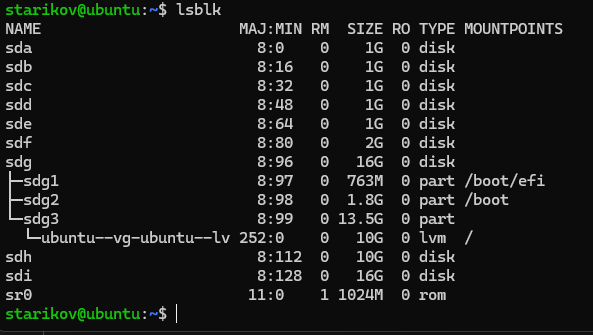 starikov@ubuntu:~$ lsblk
NAME                      MAJ:MIN RM  SIZE RO TYPE MOUNTPOINTS
sda                         8:0    0    1G  0 disk
sdb                         8:16   0    1G  0 disk
sdc                         8:32   0    1G  0 disk
sdd                         8:48   0    1G  0 disk
sde                         8:64   0    1G  0 disk
sdf                         8:80   0    2G  0 disk
sdg                         8:96   0   16G  0 disk
├─sdg1                      8:97   0  763M  0 part /boot/efi
├─sdg2                      8:98   0  1.8G  0 part /boot
└─sdg3                      8:99   0 13.5G  0 part
  └─ubuntu--vg-ubuntu--lv 252:0    0   10G  0 lvm  /
sdh                         8:112  0   10G  0 disk
sdi                         8:128  0   16G  0 disk
sr0                        11:0    1 1024M  0 rom
starikov@ubuntu:~$